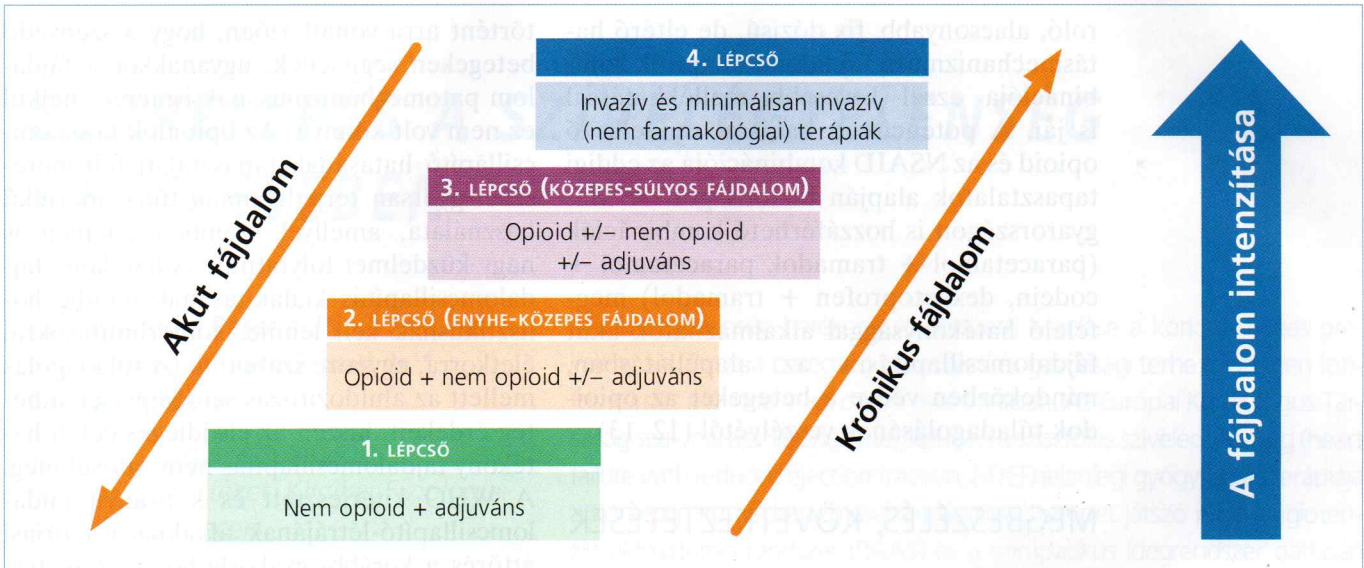 Akut fájdalom
4. LÉPCSŐ
Invazív és minimálisan invazív
(nem farmakológiai) terápiák
3. LÉPCSŐ (KÖZEPES-SÚLYOS FÁJDALOM)
Opioid +/– nem opioid
+/– adjuváns
2. LÉPCSŐ (ENYHE-KÖZEPES FÁJDALOM)
Opioid + nem opioid +/– adjuváns
1. LÉPCSŐ
Nem opioid + adjuváns
Krónikus fájdalom
A fájdalom intenzitása